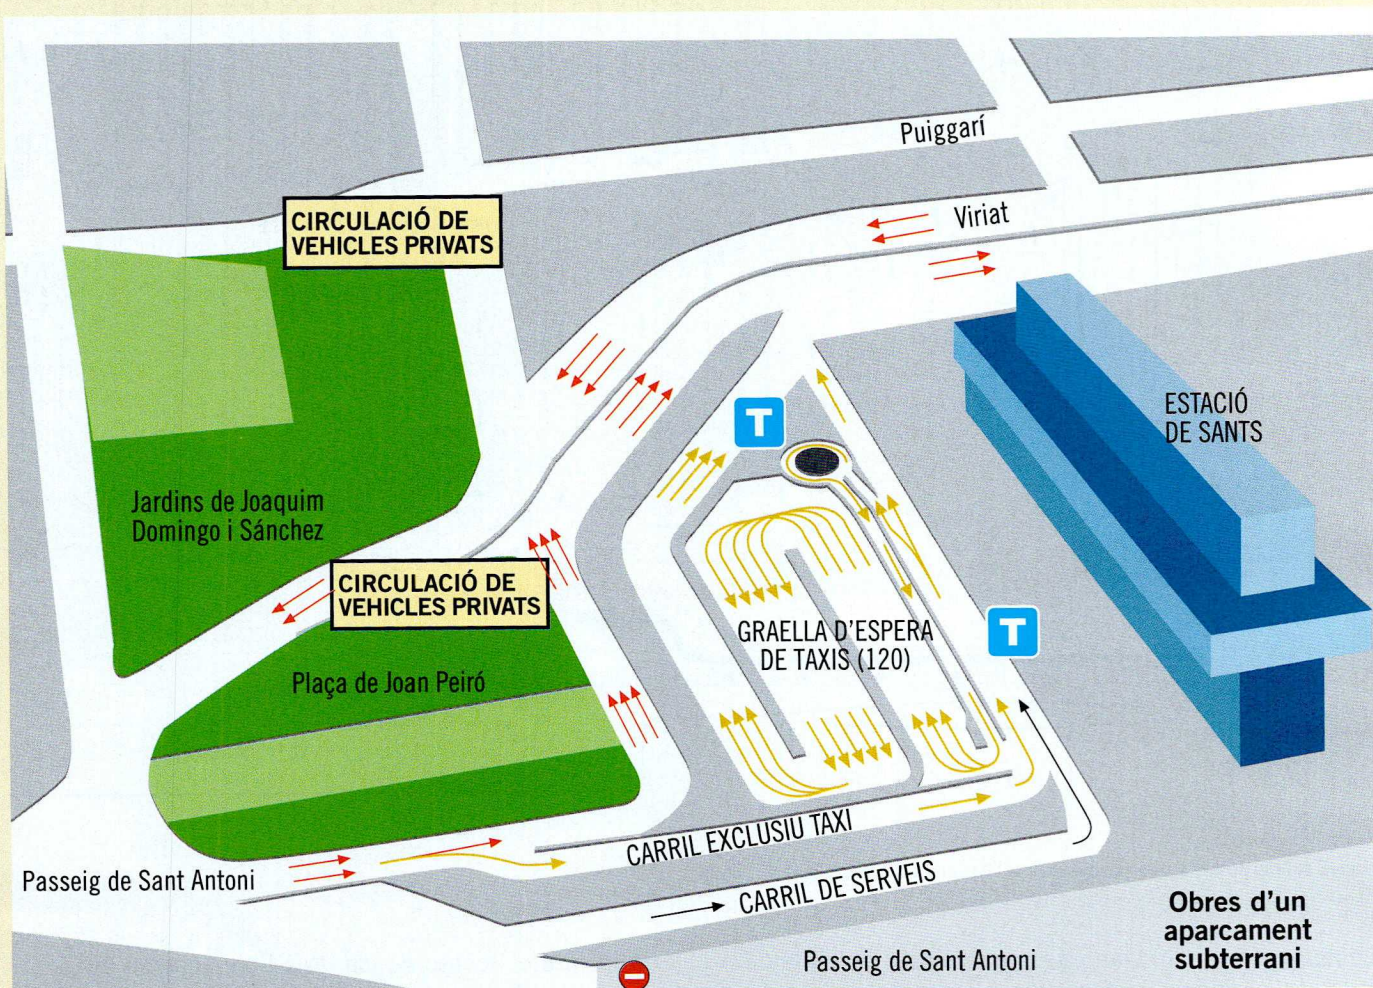 Puiggarí
CIRCULACIÓ DE
VEHICLES PRIVATS
Viriat
ESTACIÓ
DE SANTS
T
Jardins de Joaquim
Domingo i Sánchez
CIRCULACIÓ DE
VEHICLES PRIVATS
GRAELLA D'ESPERA
DE TAXIS (120)
T
Plaça de Joan Peiró
CARRIL EXCLUSIU TAXI
Passeig de Sant Antoni
CARRIL DE SERVEIS
Obres d'un
aparcament
subterrani
Passeig de Sant Antoni